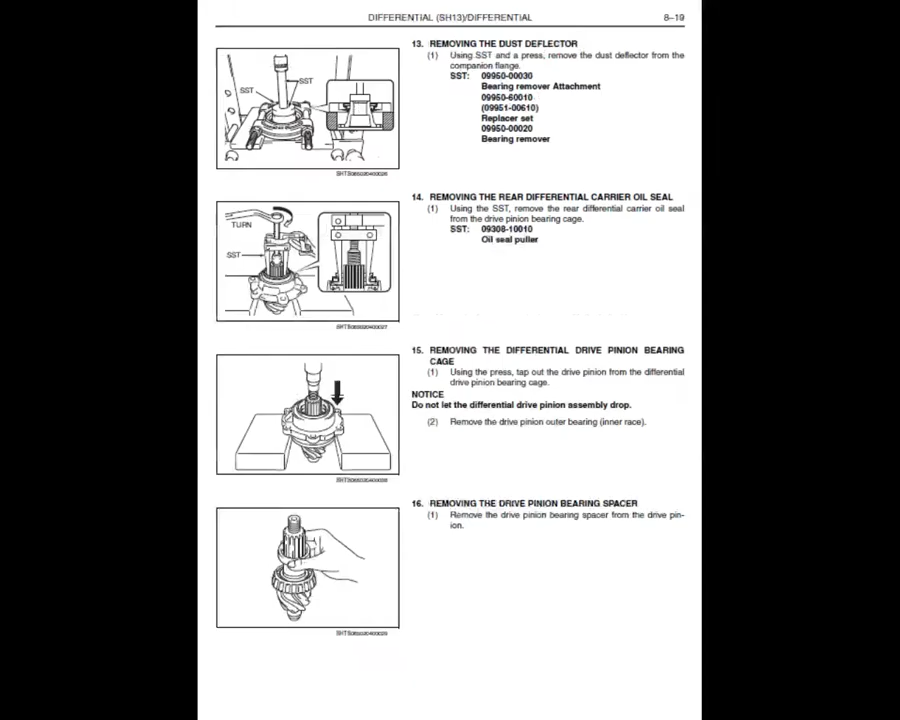 DIFFERENTIAL (SH13)/DIFFERENTIAL 8–19
13. REMOVING THE DUST DEFLECTOR
(1) Using SST and a press, remove the dust deflector from the
companion flange.
SST: 09950-00030
Bearing remover Attachment
09950-60010
(09951-00610)
Replacer set
09950-00020
Bearing remover
SST
SST
14. REMOVING THE REAR DIFFERENTIAL CARRIER OIL SEAL
(1) Using the SST, remove the rear differential carrier oil seal
from the drive pinion bearing cage.
SST: 09308-10010
Oil seal puller
TURN
SST
15. REMOVING THE DIFFERENTIAL DRIVE PINION BEARING
CAGE
(1) Using the press, tap out the drive pinion from the differential
drive pinion bearing cage.
NOTICE
Do not let the differential drive pinion assembly drop.
(2) Remove the drive pinion outer bearing (inner race).
16. REMOVING THE DRIVE PINION BEARING SPACER
(1) Remove the drive pinion bearing spacer from the drive pin-
ion.